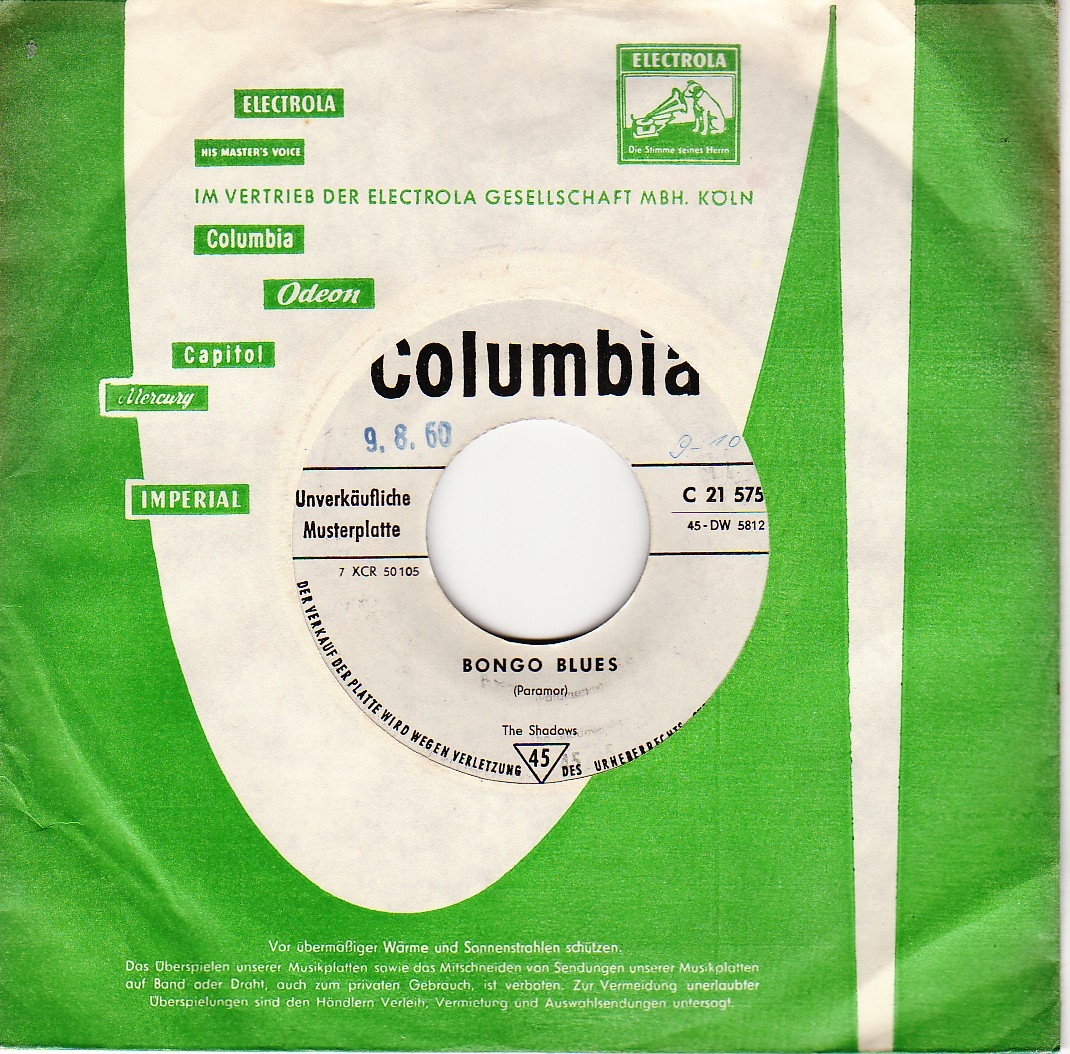 ELECTROLA
Die Stimme seines Herrn
ELECTROLA
HIS MASTER'S VOICE
IM VERTRIEB DER ELECTROLA GESELLSCHAFT MBH. KÖLN
Columbia
Odeon
Capitol
Mercury
IMPERIAL
Columbia
9. 8. 60
9-10
Unverkäufliche
Musterplatte
C 21 575
45-DW 5812
7 XCR 50105
BONGO BLUES
(Paramor)
The Shadows
45
DER VERKAUF DER PLATTE WIRD WEGEN VERLETZUNG DES URHEBERRECHTS
Vor übermäßiger Wärme und Sonnenstrahlen schützen.
Das Überspielen unserer Musikplatten sowie das Mitschneiden von Sendungen unserer Musikplatten
auf Band oder Draht, auch zum privaten Gebrauch, ist verboten. Zur Vermeidung unerlaubter
Überspielungen sind den Händlern Verleih, Vermietung und Auswahlsendungen untersagt.